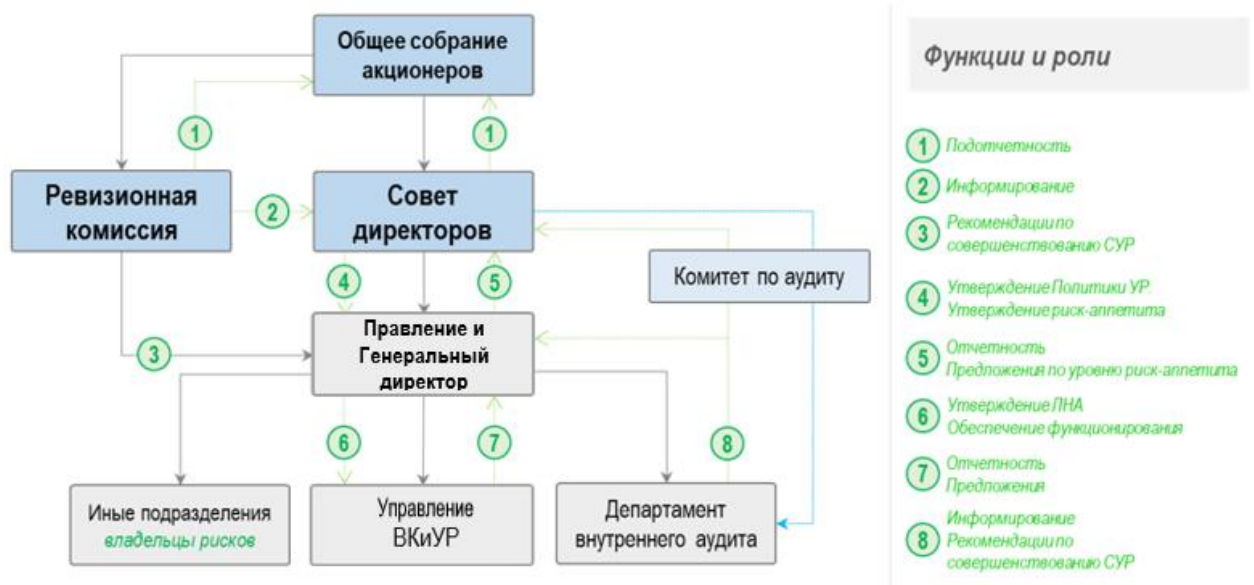 Общее собрание
акционеров
1
1
Ревизионная
комиссия
2
Совет
директоров
4
5
Комитет по аудиту
Правление и
Генеральный
директор
3
6
7
8
Иные подразделения
владельцы рисков
Управление
ВКиУР
Департамент
внутреннего аудита
Функции и роли
1 Подотчетность
2 Информирование
3 Рекомендации по
совершенствованию СУР
4 Утверждение Политики УР.
Утверждение риск-аппетита
5 Отчетность
Предложения по уровню риск-аппетита
6 Утверждение ЛНА
Обеспечение функционирования
7 Отчетность
Предложения
8 Информирование
Рекомендации по
совершенствованию СУР